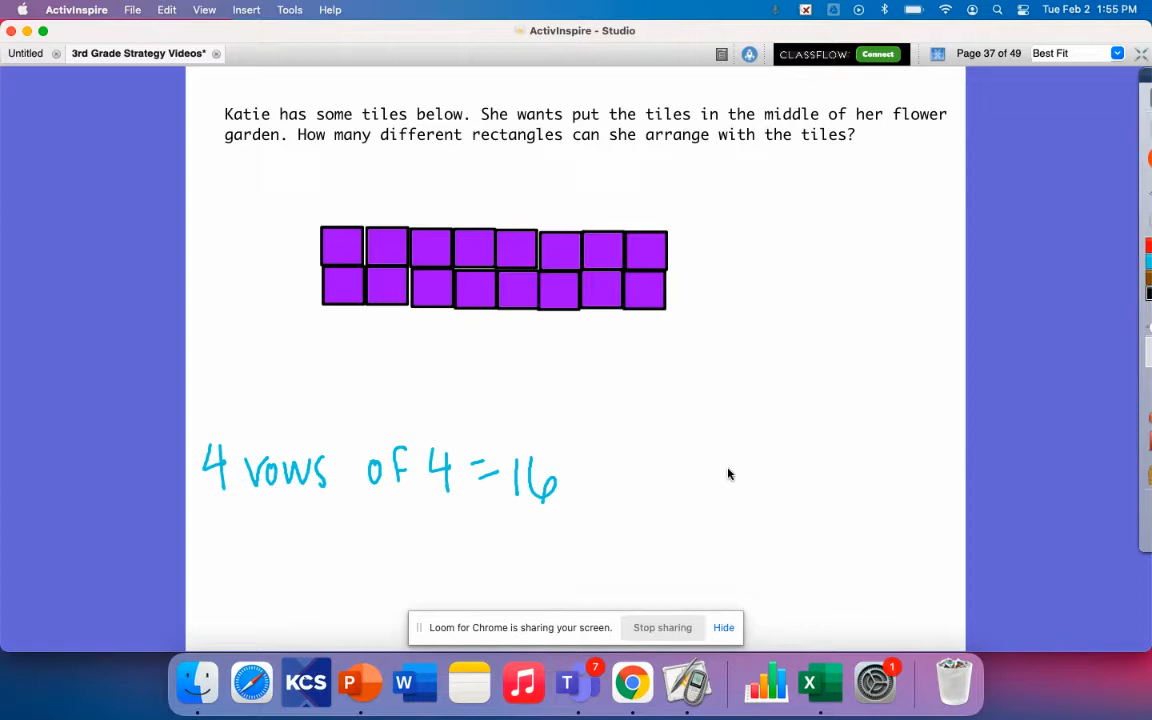 ActivInspire File Edit View Insert Tools Help Tue Feb 2 1:55 PM
ActivInspire - Studio
Untitled 3rd Grade Strategy Videos* CLASSFLOW Connect Page 37 of 49 Best Fit
Katie has some tiles below. She wants put the tiles in the middle of her flower
garden. How many different rectangles can she arrange with the tiles?
4 rows of 4 = 16
Loom for Chrome is sharing your screen. Stop sharing Hide
KCS P W T 7 X 1